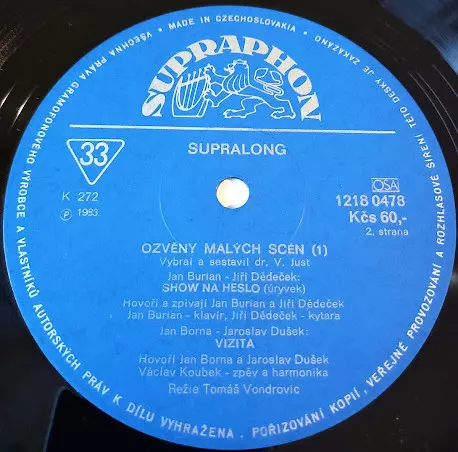 VŠECHNA PRÁVA GRAMOFONOVÉHO VÝROBCE A VLASTNÍKŮ AUTORSKÝCH PRÁV K DÍLU VYHRAŽENA. POŘIZOVÁNÍ KOPIÍ, VEŘEJNÉ PROVOZOVÁNÍ A ROZHLASOVÉ ŠÍŘENÍ TÉTO DESKY JE ZAKÁZÁNO • MADE IN CZECHOSLOVAKIA •
SUPRAPHON
33
SUPRALONG
K 272
℗ 1983
OSA
1218 0478
Kčs 60,-
2. strana
OZVĚNY MALÝCH SCÉN (1)
Vybral a sestavil dr. V. Just
Jan Burian - Jiří Dědeček:
SHOW NA HESLO (úryvek)
Hovoří a zpívají Jan Burian a Jiří Dědeček
Jan Burian - klavír, Jiří Dědeček - kytara
Jan Borna - Jaroslav Dušek:
VIZITA
Hovoří Jan Borna a Jaroslav Dušek
Václav Koubek - zpěv a harmonika
Režie Tomáš Vondrovic